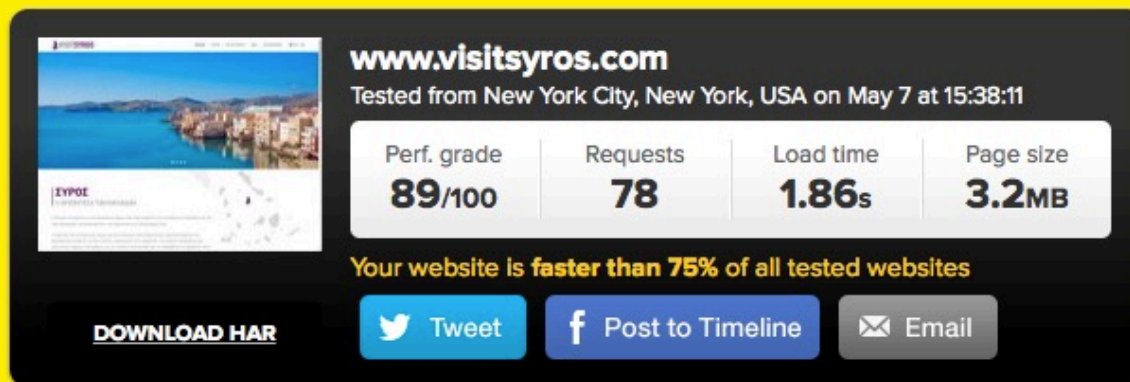 VISITSYROS
ΣΥΡΟΣ
www.visitsyros.com
Tested from New York City, New York, USA on May 7 at 15:38:11
Perf. grade Requests Load time Page size
89/100 78 1.86s 3.2MB
Your website is faster than 75% of all tested websites
DOWNLOAD HAR
Tweet Post to Timeline Email